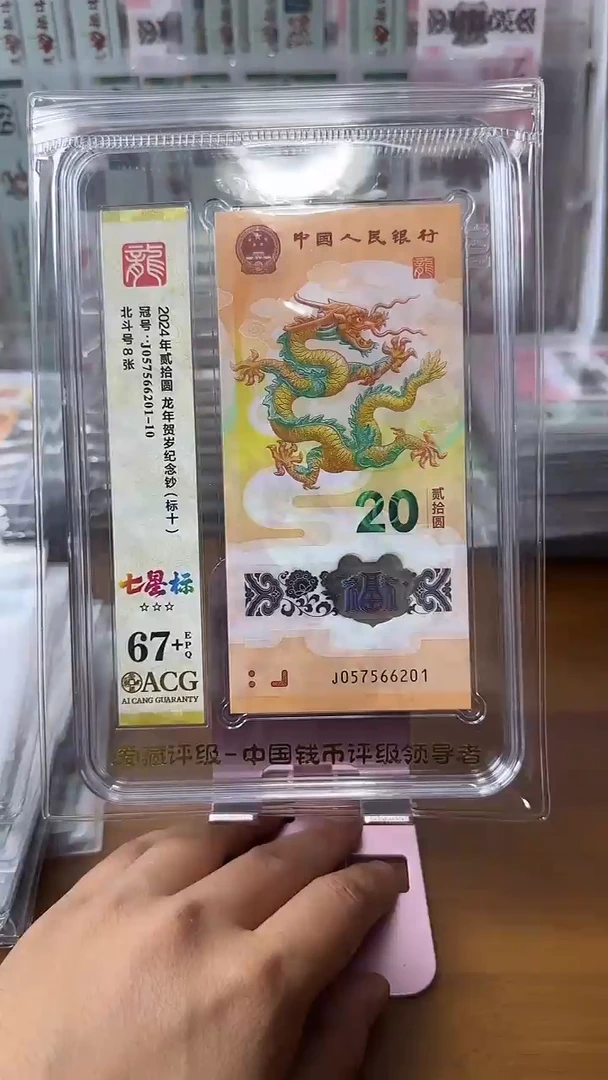 龍
2024年贰拾圆 龙年贺岁纪念钞(标十)
冠号:J057566201-10
北斗号8张
七星标
☆☆☆
67+EPQ
ACG
AI CANG GUARANTY
中国人民银行
龍
20
贰拾圆
福
J057566201
爱藏评级-中国钱币评级领导者